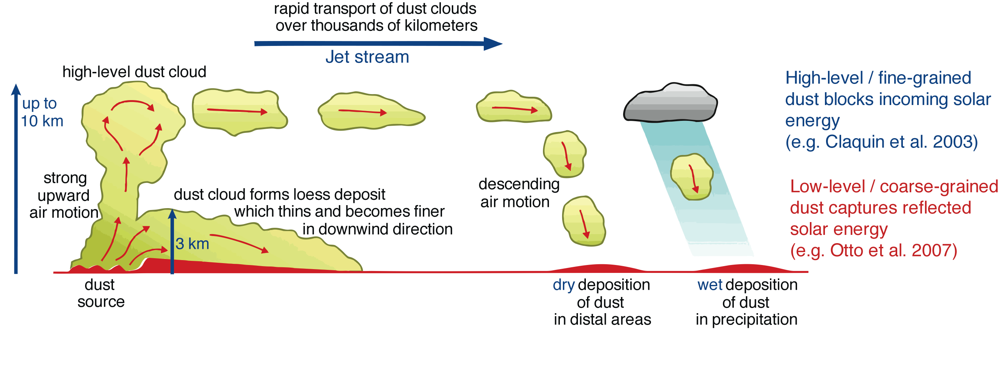 rapid transport of dust clouds
over thousands of kilometers
Jet stream
high-level dust cloud
up to
10 km
strong
upward
air motion
dust cloud forms loess deposit
which thins and becomes finer
in downwind direction
3 km
descending
air motion
High-level / fine-grained
dust blocks incoming solar
energy
(e.g. Claquin et al. 2003)
Low-level / coarse-grained
dust captures reflected
solar energy
(e.g. Otto et al. 2007)
dust
source
dry deposition
of dust
in distal areas
wet deposition
of dust
in precipitation